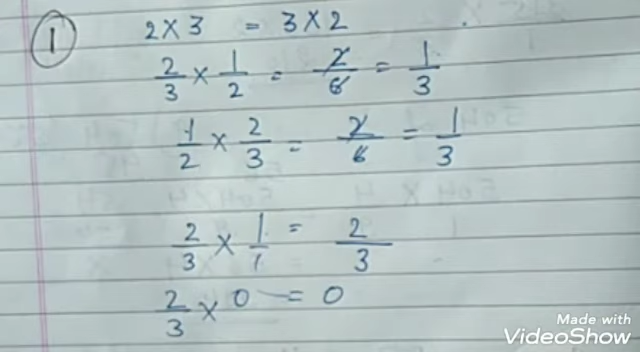 ① 2 × 3 = 3 × 2
2/3 × 1/2 = 2/6 = 1/3
1/2 × 2/3 = 2/6 = 1/3
2/3 × 1/1 = 2/3
2/3 × 0 = 0
Made with
VideoShow